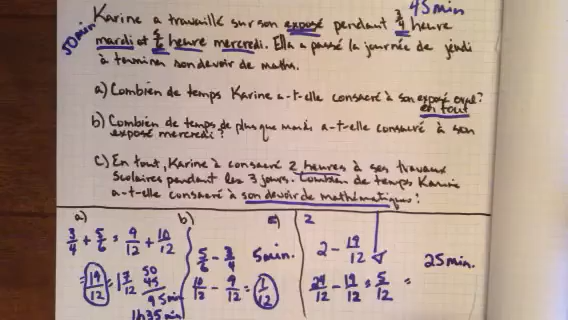 45 min
Karine a travaillé sur son exposé pendant 3/4 heure
50 min
mardi et 5/6 heure mercredi. Elle a passé la journée de jeudi
à terminer son devoir de maths.
a) Combien de temps Karine a-t-elle consacré à son exposé oral?
en tout
b) Combien de temps de plus que mardi a-t-elle consacré à son
exposé mercredi?
c) En tout, Karine à consacré 2 heures à ses travaux
scolaires pendant les 3 jours. Combien de temps Karine
a-t-elle consacré à son devoir de mathématiques?
a)
3/4 + 5/6 = 9/12 + 10/12
= 19/12 = 1 7/12
50
45
95 min
1h35 min
b)
5/6 - 3/4
5 min.
10/12 - 9/12 = 1/12
c)
2
2 - 19/12
24/12 - 19/12 = 5/12 =
25 min.